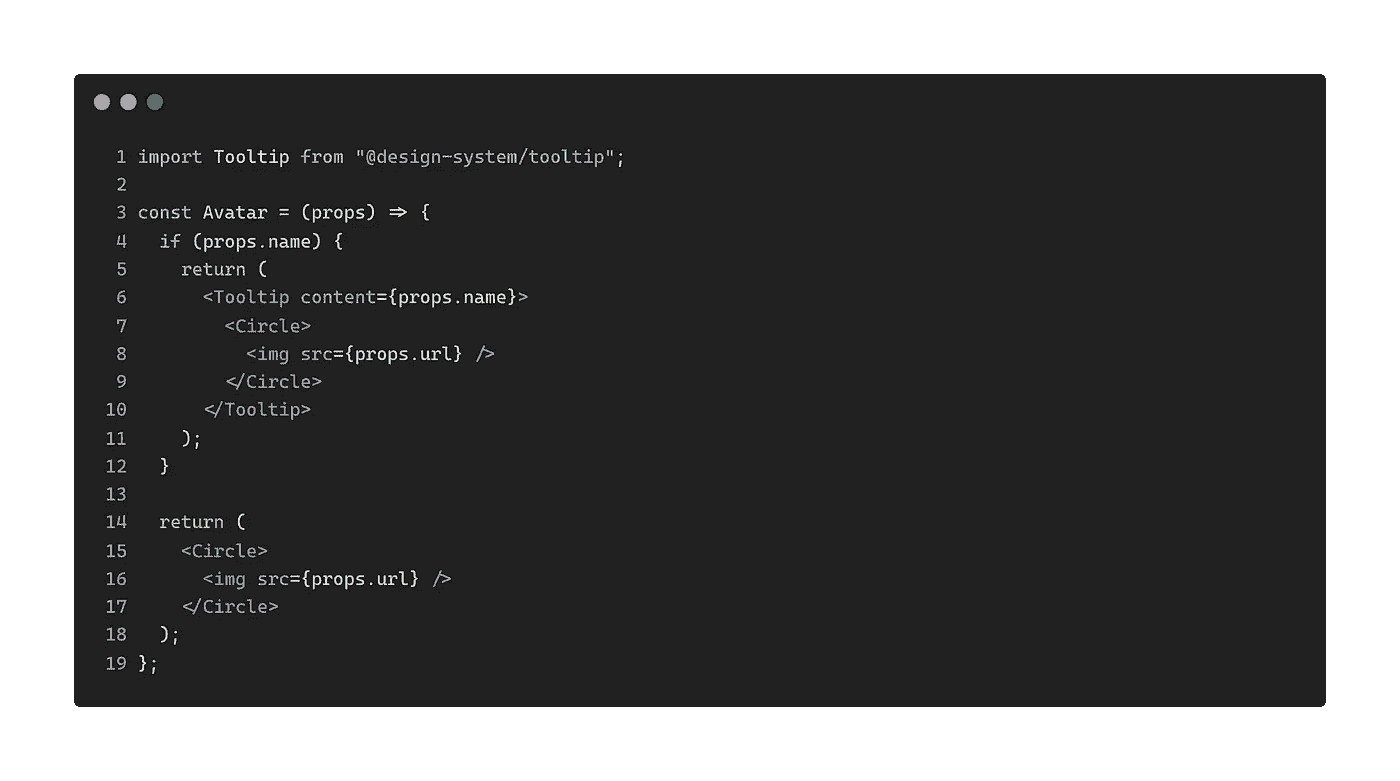 1 import Tooltip from "@design-system/tooltip";
2
3 const Avatar = (props) => {
4   if (props.name) {
5     return (
6       <Tooltip content={props.name}>
7         <Circle>
8           <img src={props.url} />
9         </Circle>
10       </Tooltip>
11     );
12   }
13
14   return (
15     <Circle>
16       <img src={props.url} />
17     </Circle>
18   );
19 };